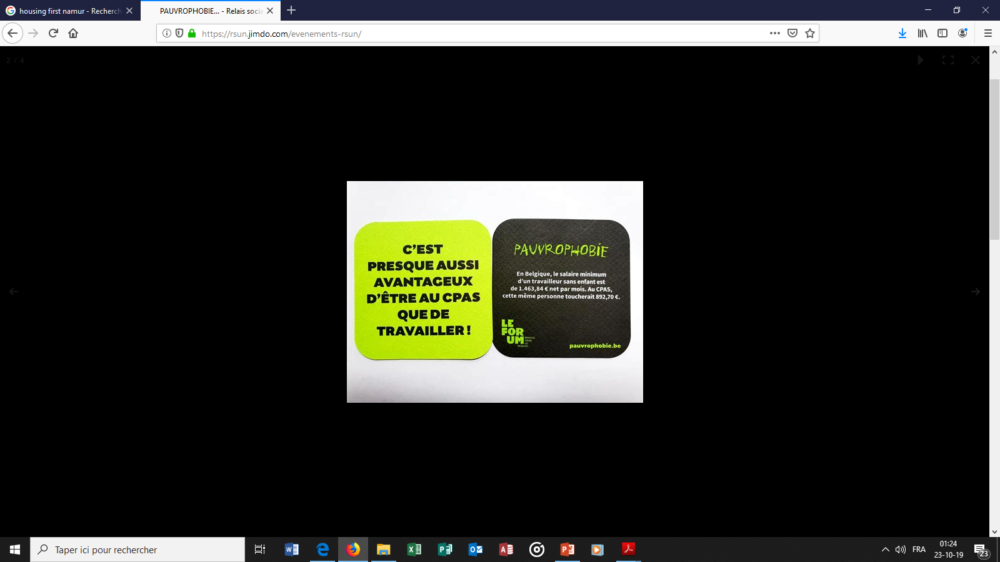 housing first namur - Recherch
PAUVROPHOBIE... - Relais socia
https://rsun.jimdo.com/evenements-rsun/
2 / 4
C'EST
PRESQUE AUSSI
AVANTAGEUX
D'ÊTRE AU CPAS
QUE DE
TRAVAILLER !
PAUVROPHOBIE
En Belgique, le salaire minimum
d'un travailleur sans enfant est
de 1.463,84 € net par mois. Au CPAS,
cette même personne toucherait 892,70 €.
LE
FOR
UM
pauvrophobie.be
Taper ici pour rechercher
FRA
01:24
23-10-19
23